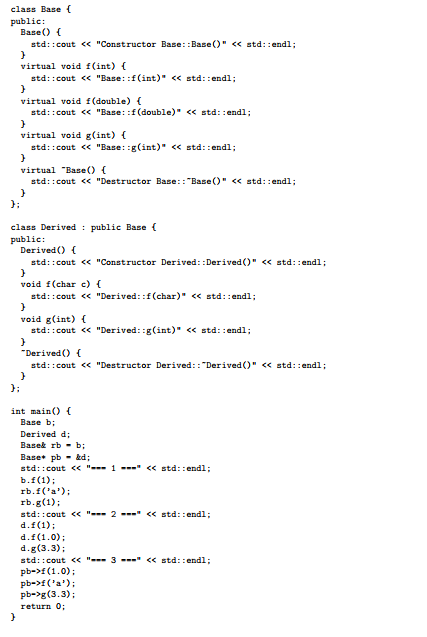 class Base {
public:
  Base() {
    std::cout << "Constructor Base::Base()" << std::endl;
  }
  virtual void f(int) {
    std::cout << "Base::f(int)" << std::endl;
  }
  virtual void f(double) {
    std::cout << "Base::f(double)" << std::endl;
  }
  virtual void g(int) {
    std::cout << "Base::g(int)" << std::endl;
  }
  virtual ~Base() {
    std::cout << "Destructor Base::~Base()" << std::endl;
  }
};

class Derived : public Base {
public:
  Derived() {
    std::cout << "Constructor Derived::Derived()" << std::endl;
  }
  void f(char c) {
    std::cout << "Derived::f(char)" << std::endl;
  }
  void g(int) {
    std::cout << "Derived::g(int)" << std::endl;
  }
  ~Derived() {
    std::cout << "Destructor Derived::~Derived()" << std::endl;
  }
};

int main() {
  Base b;
  Derived d;
  Base& rb = b;
  Base* pb = &d;
  std::cout << "=== 1 ===" << std::endl;
  b.f(1);
  rb.f('a');
  rb.g(1);
  std::cout << "=== 2 ===" << std::endl;
  d.f(1);
  d.f(1.0);
  d.g(3.3);
  std::cout << "=== 3 ===" << std::endl;
  pb->f(1.0);
  pb->f('a');
  pb->g(3.3);
  return 0;
}